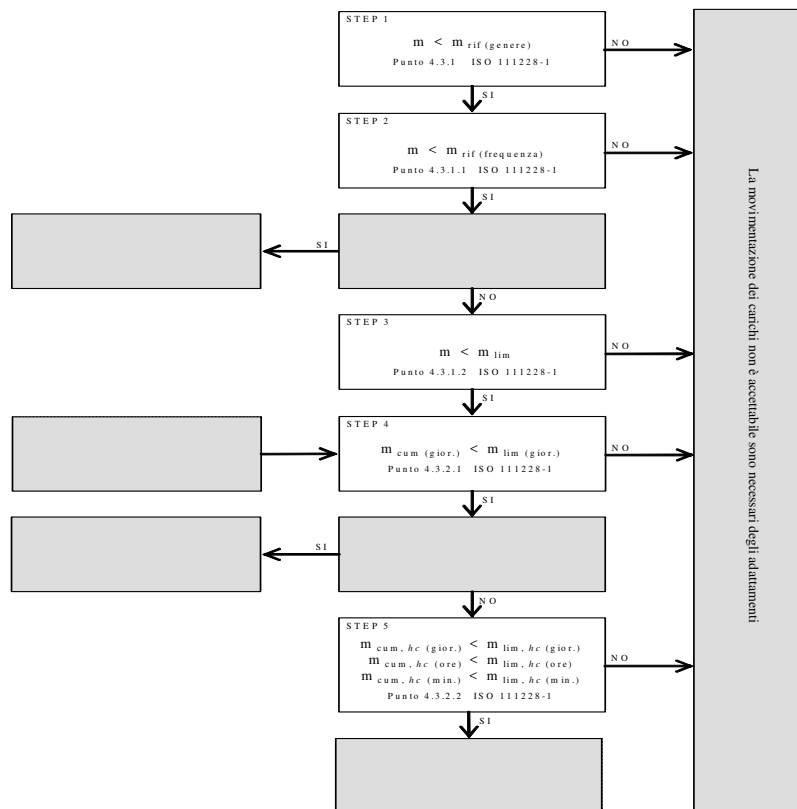 STEP 1
m < m rif (genere)
Punto 4.3.1 ISO 111228-1
NO
SI
STEP 2
m < m rif (frequenza)
Punto 4.3.1.1 ISO 111228-1
NO
SI
SI
NO
STEP 3
m < m lim
Punto 4.3.1.2 ISO 111228-1
NO
SI
STEP 4
m cum (gior.) < m lim (gior.)
Punto 4.3.2.1 ISO 111228-1
NO
SI
SI
NO
STEP 5
m cum, hc (gior.) < m lim, hc (gior.)
m cum, hc (ore) < m lim, hc (ore)
m cum, hc (min.) < m lim, hc (min.)
Punto 4.3.2.2 ISO 111228-1
NO
SI
La movimentazione dei carichi non è accettabile sono necessari degli adattamenti